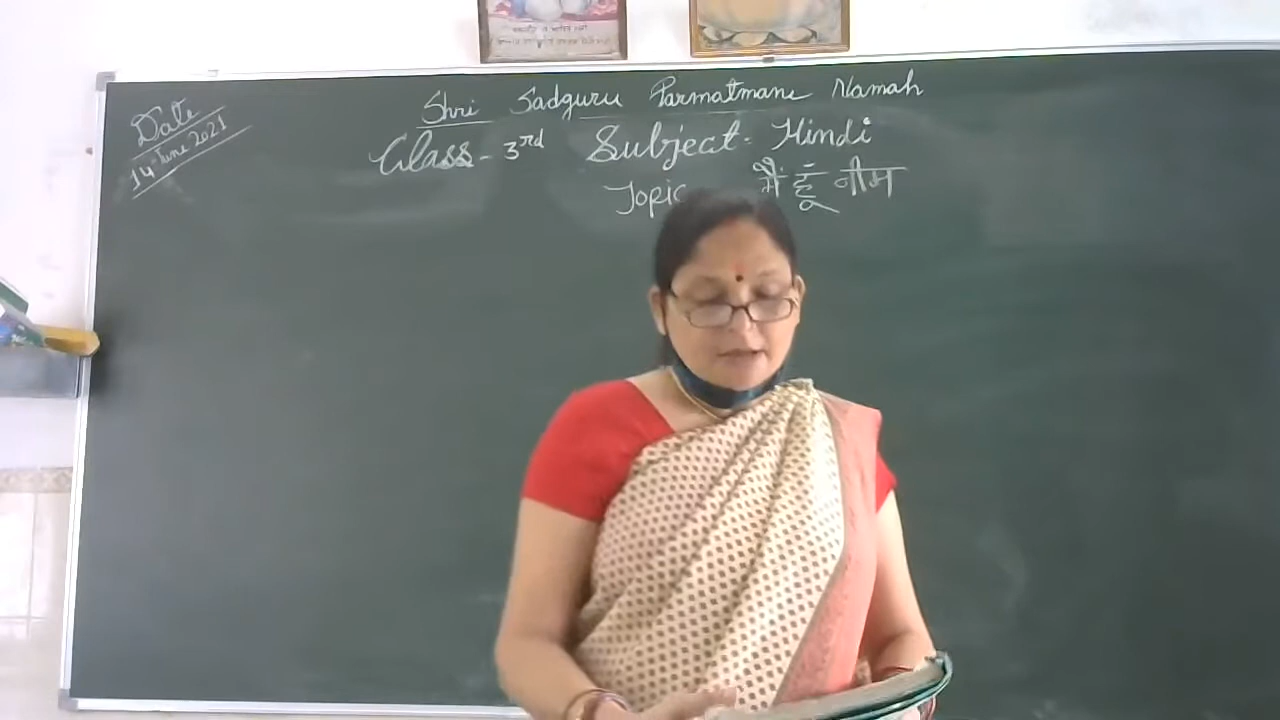 Shri Sadguru Parmatmane Namah
Date
14 June 2021
Class - 3rd Subject - Hindi
Topic मैं हूँ नीम